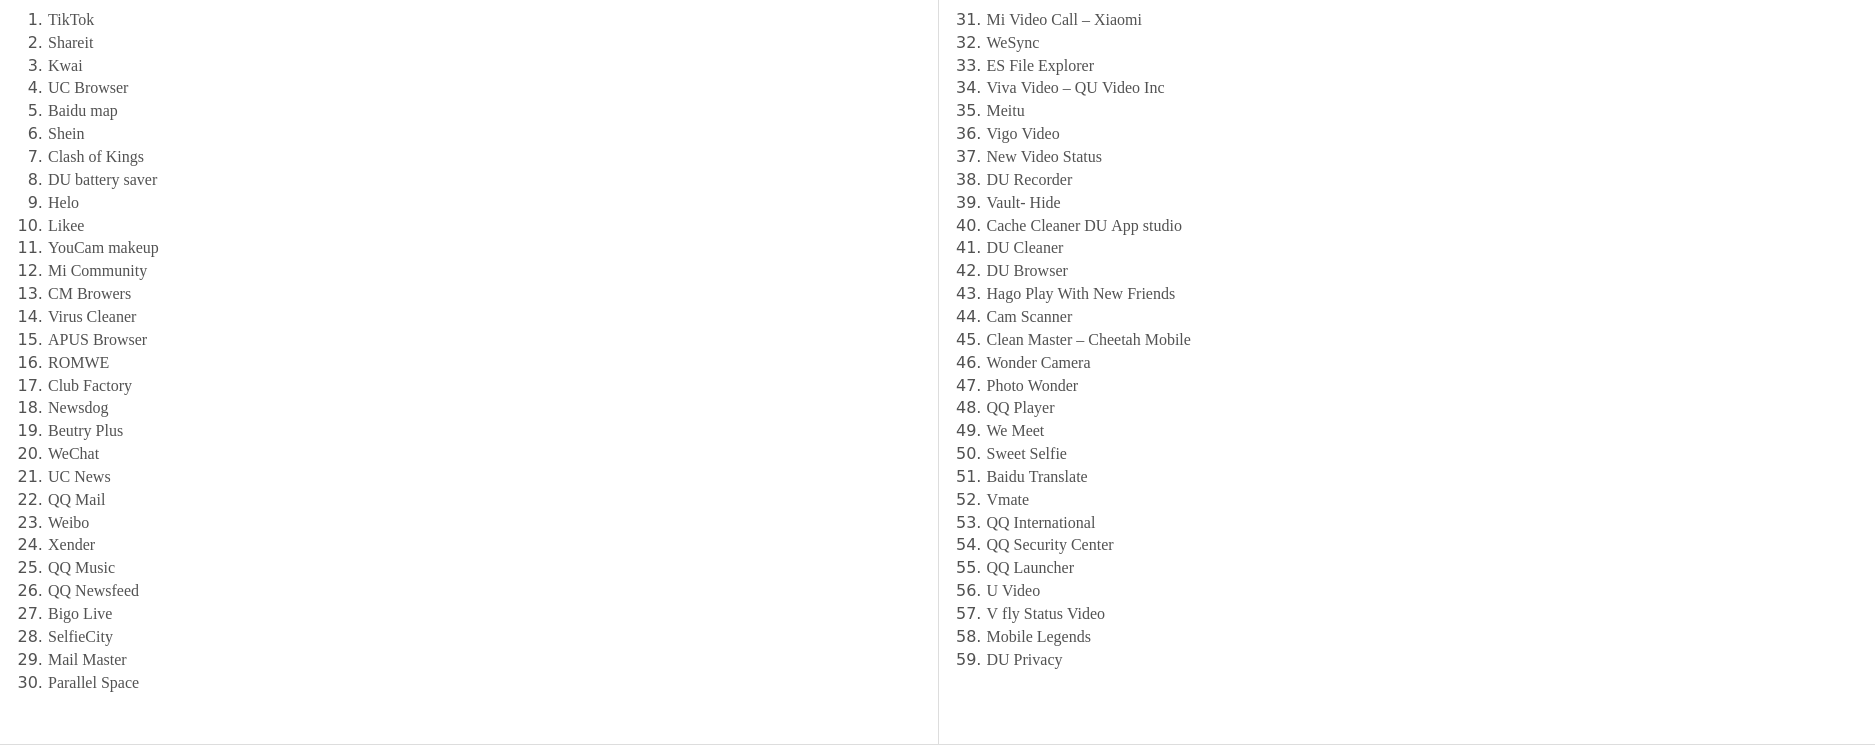 1. TikTok
2. Shareit
3. Kwai
4. UC Browser
5. Baidu map
6. Shein
7. Clash of Kings
8. DU battery saver
9. Helo
10. Likee
11. YouCam makeup
12. Mi Community
13. CM Browers
14. Virus Cleaner
15. APUS Browser
16. ROMWE
17. Club Factory
18. Newsdog
19. Beutry Plus
20. WeChat
21. UC News
22. QQ Mail
23. Weibo
24. Xender
25. QQ Music
26. QQ Newsfeed
27. Bigo Live
28. SelfieCity
29. Mail Master
30. Parallel Space
31. Mi Video Call – Xiaomi
32. WeSync
33. ES File Explorer
34. Viva Video – QU Video Inc
35. Meitu
36. Vigo Video
37. New Video Status
38. DU Recorder
39. Vault- Hide
40. Cache Cleaner DU App studio
41. DU Cleaner
42. DU Browser
43. Hago Play With New Friends
44. Cam Scanner
45. Clean Master – Cheetah Mobile
46. Wonder Camera
47. Photo Wonder
48. QQ Player
49. We Meet
50. Sweet Selfie
51. Baidu Translate
52. Vmate
53. QQ International
54. QQ Security Center
55. QQ Launcher
56. U Video
57. V fly Status Video
58. Mobile Legends
59. DU Privacy